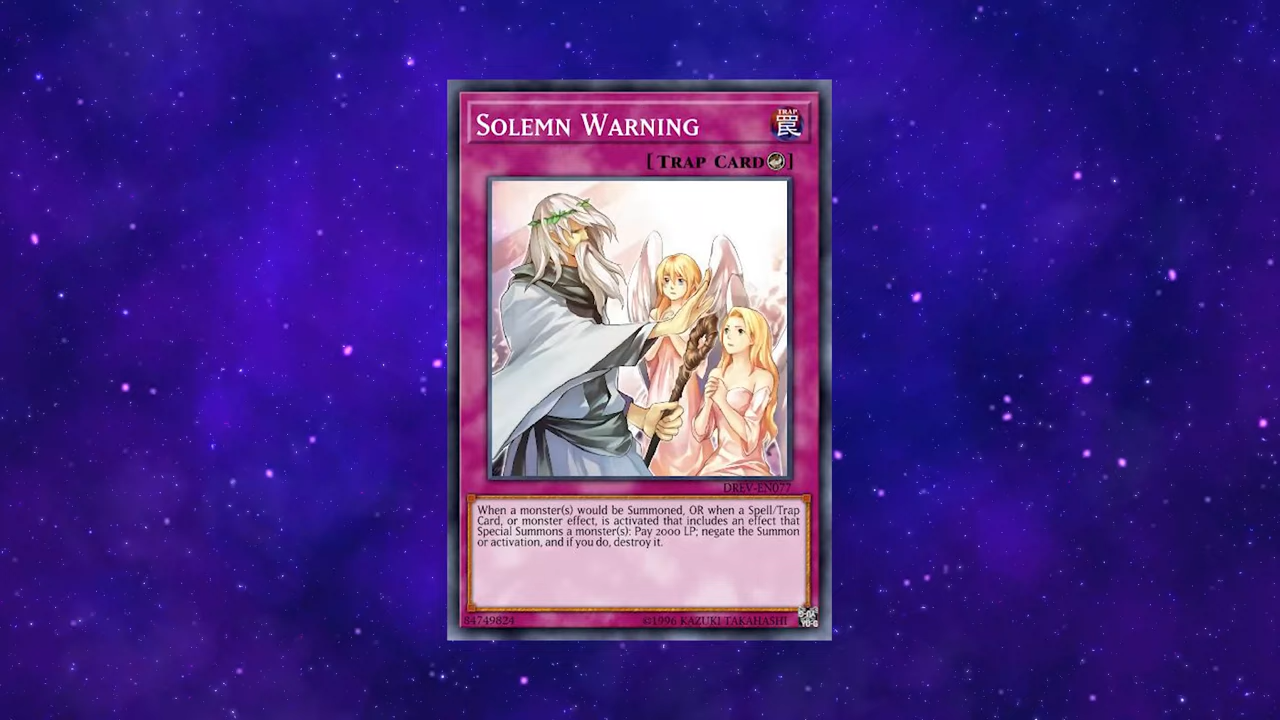 Solemn Warning
TRAP
罠
[Trap Card]
DREV-EN077
When a monster(s) would be Summoned, OR when a Spell/Trap
Card, or monster effect, is activated that includes an effect that
Special Summons a monster(s): Pay 2000 LP; negate the Summon
or activation, and if you do, destroy it.
84749824
©1996 KAZUKI TAKAHASHI